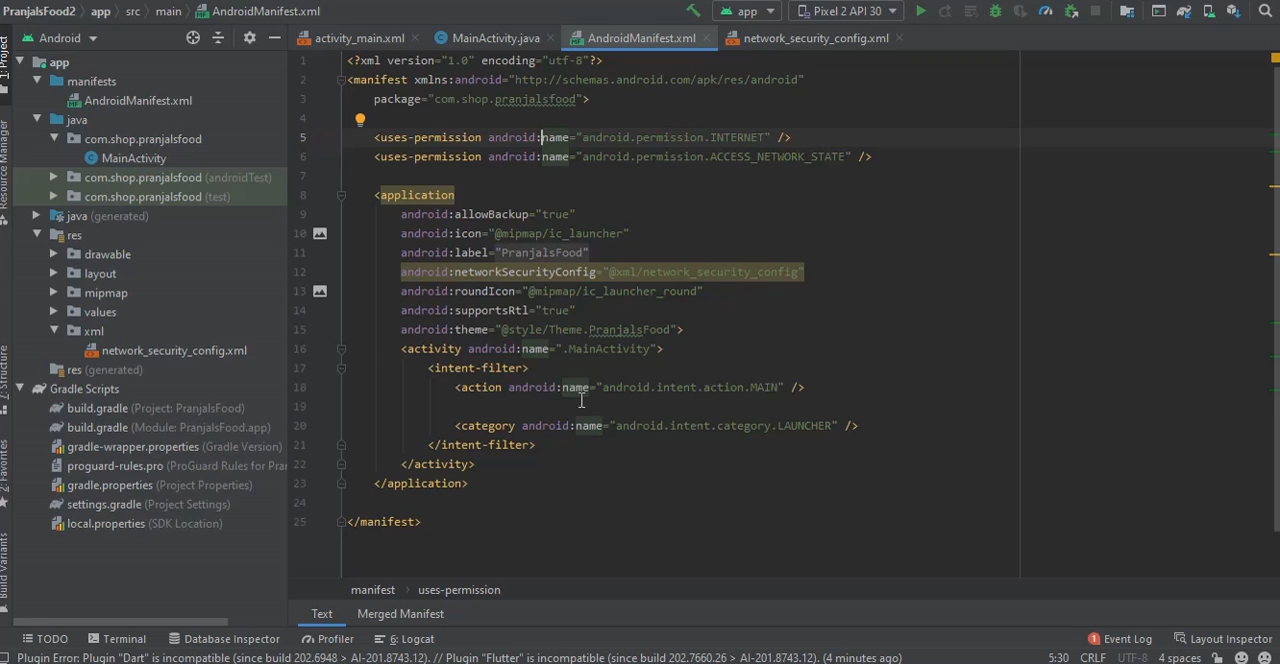 PranjalsFood2 app src main AndroidManifest.xml app Pixel 2 API 30
1: Project Android activity_main.xml MainActivity.java AndroidManifest.xml network_security_config.xml
app
manifests
AndroidManifest.xml
java
com.shop.pranjalsfood
MainActivity
com.shop.pranjalsfood (androidTest)
com.shop.pranjalsfood (test)
java (generated)
res
drawable
layout
mipmap
values
xml
network_security_config.xml
res (generated)
Gradle Scripts
build.gradle (Project: PranjalsFood)
build.gradle (Module: PranjalsFood.app)
gradle-wrapper.properties (Gradle Version)
proguard-rules.pro (ProGuard Rules for Pran
gradle.properties (Project Properties)
settings.gradle (Project Settings)
local.properties (SDK Location)
Resource Manager
Z: Structure
2: Favorites
Build Variants
1 <?xml version="1.0" encoding="utf-8"?>
2 <manifest xmlns:android="http://schemas.android.com/apk/res/android"
3 package="com.shop.pranjalsfood">
4
5 <uses-permission android:name="android.permission.INTERNET" />
6 <uses-permission android:name="android.permission.ACCESS_NETWORK_STATE" />
7
8 <application
9 android:allowBackup="true"
10 android:icon="@mipmap/ic_launcher"
11 android:label="PranjalsFood"
12 android:networkSecurityConfig="@xml/network_security_config"
13 android:roundIcon="@mipmap/ic_launcher_round"
14 android:supportsRtl="true"
15 android:theme="@style/Theme.PranjalsFood">
16 <activity android:name=".MainActivity">
17 <intent-filter>
18 <action android:name="android.intent.action.MAIN" />
19
20 <category android:name="android.intent.category.LAUNCHER" />
21 </intent-filter>
22 </activity>
23 </application>
24
25 </manifest>
manifest uses-permission
Text Merged Manifest
TODO Terminal Database Inspector Profiler 6: Logcat 1 Event Log Layout Inspector
Plugin Error: Plugin "Dart" is incompatible (since build 202.6948 > AI-201.8743.12). // Plugin "Flutter" is incompatible (since build 202.7660.26 > AI-201.8743.12) (4 minutes ago) 5:30 CRLF UTF-8 4 spaces